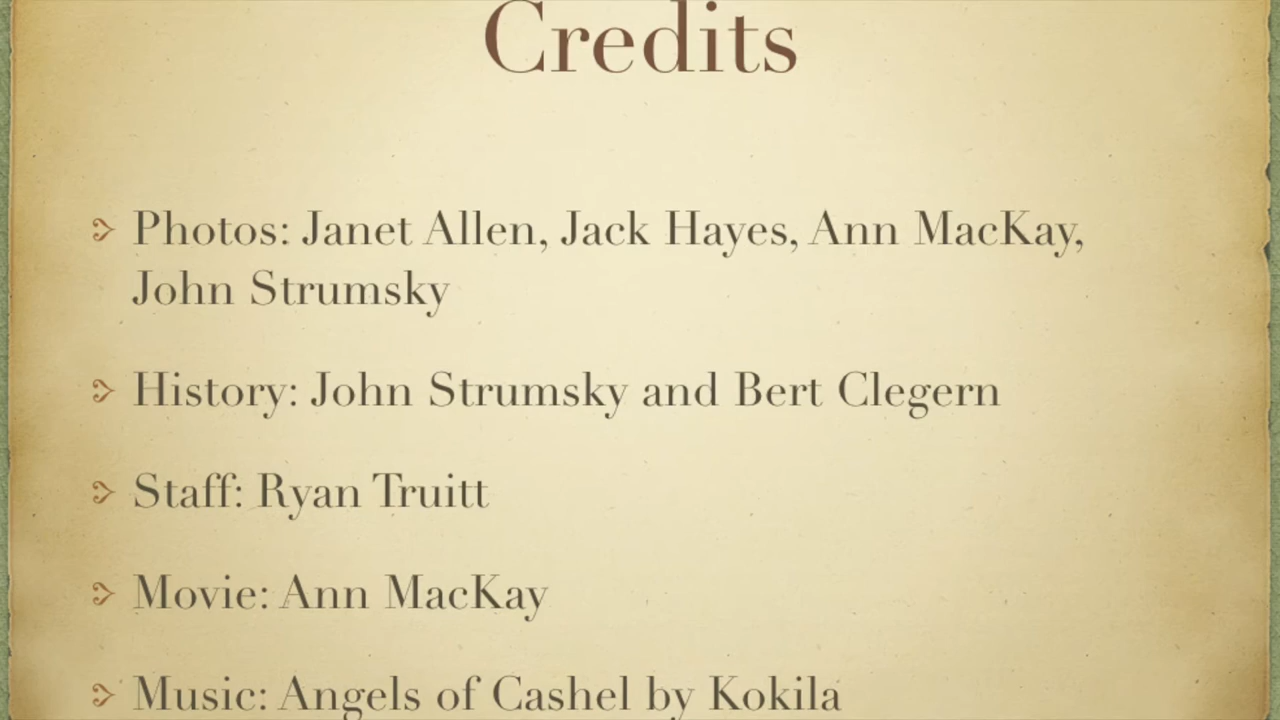 Credits
Photos: Janet Allen, Jack Hayes, Ann MacKay,
John Strumsky
History: John Strumsky and Bert Clegern
Staff: Ryan Truitt
Movie: Ann MacKay
Music: Angels of Cashel by Kokila